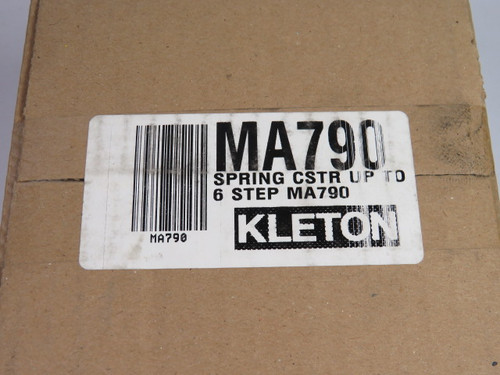 MA790
SPRING CSTR UP TO
6 STEP MA790
KLETON
MA790